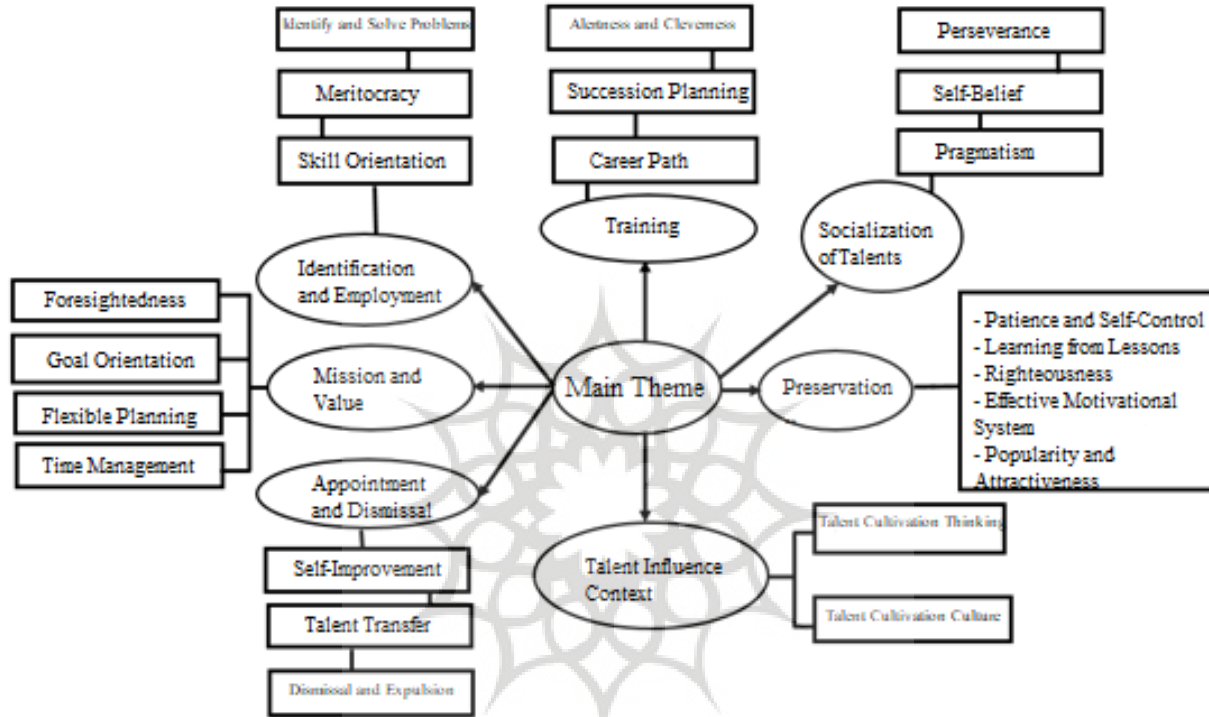 Identify and Solve Problems
Meritocracy
Skill Orientation
Identification
and Employment
Alertness and Cleverness
Succession Planning
Career Path
Training
Perseverance
Self-Belief
Pragmatism
Socialization
of Talents
Foresightedness
Goal Orientation
Flexible Planning
Time Management
Mission and
Value
Main Theme
Preservation
- Patience and Self-Control
- Learning from Lessons
- Righteousness
- Effective Motivational
System
- Popularity and
Attractiveness
Appointment
and Dismissal
Self-Improvement
Talent Transfer
Dismissal and Expulsion
Talent Influence
Context
Talent Cultivation Thinking
Talent Cultivation Culture